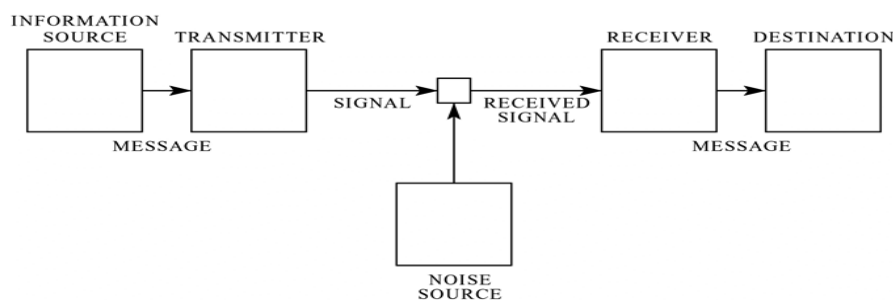 INFORMATION
SOURCE
TRANSMITTER
RECEIVER
DESTINATION
SIGNAL
RECEIVED
SIGNAL
MESSAGE
MESSAGE
NOISE
SOURCE